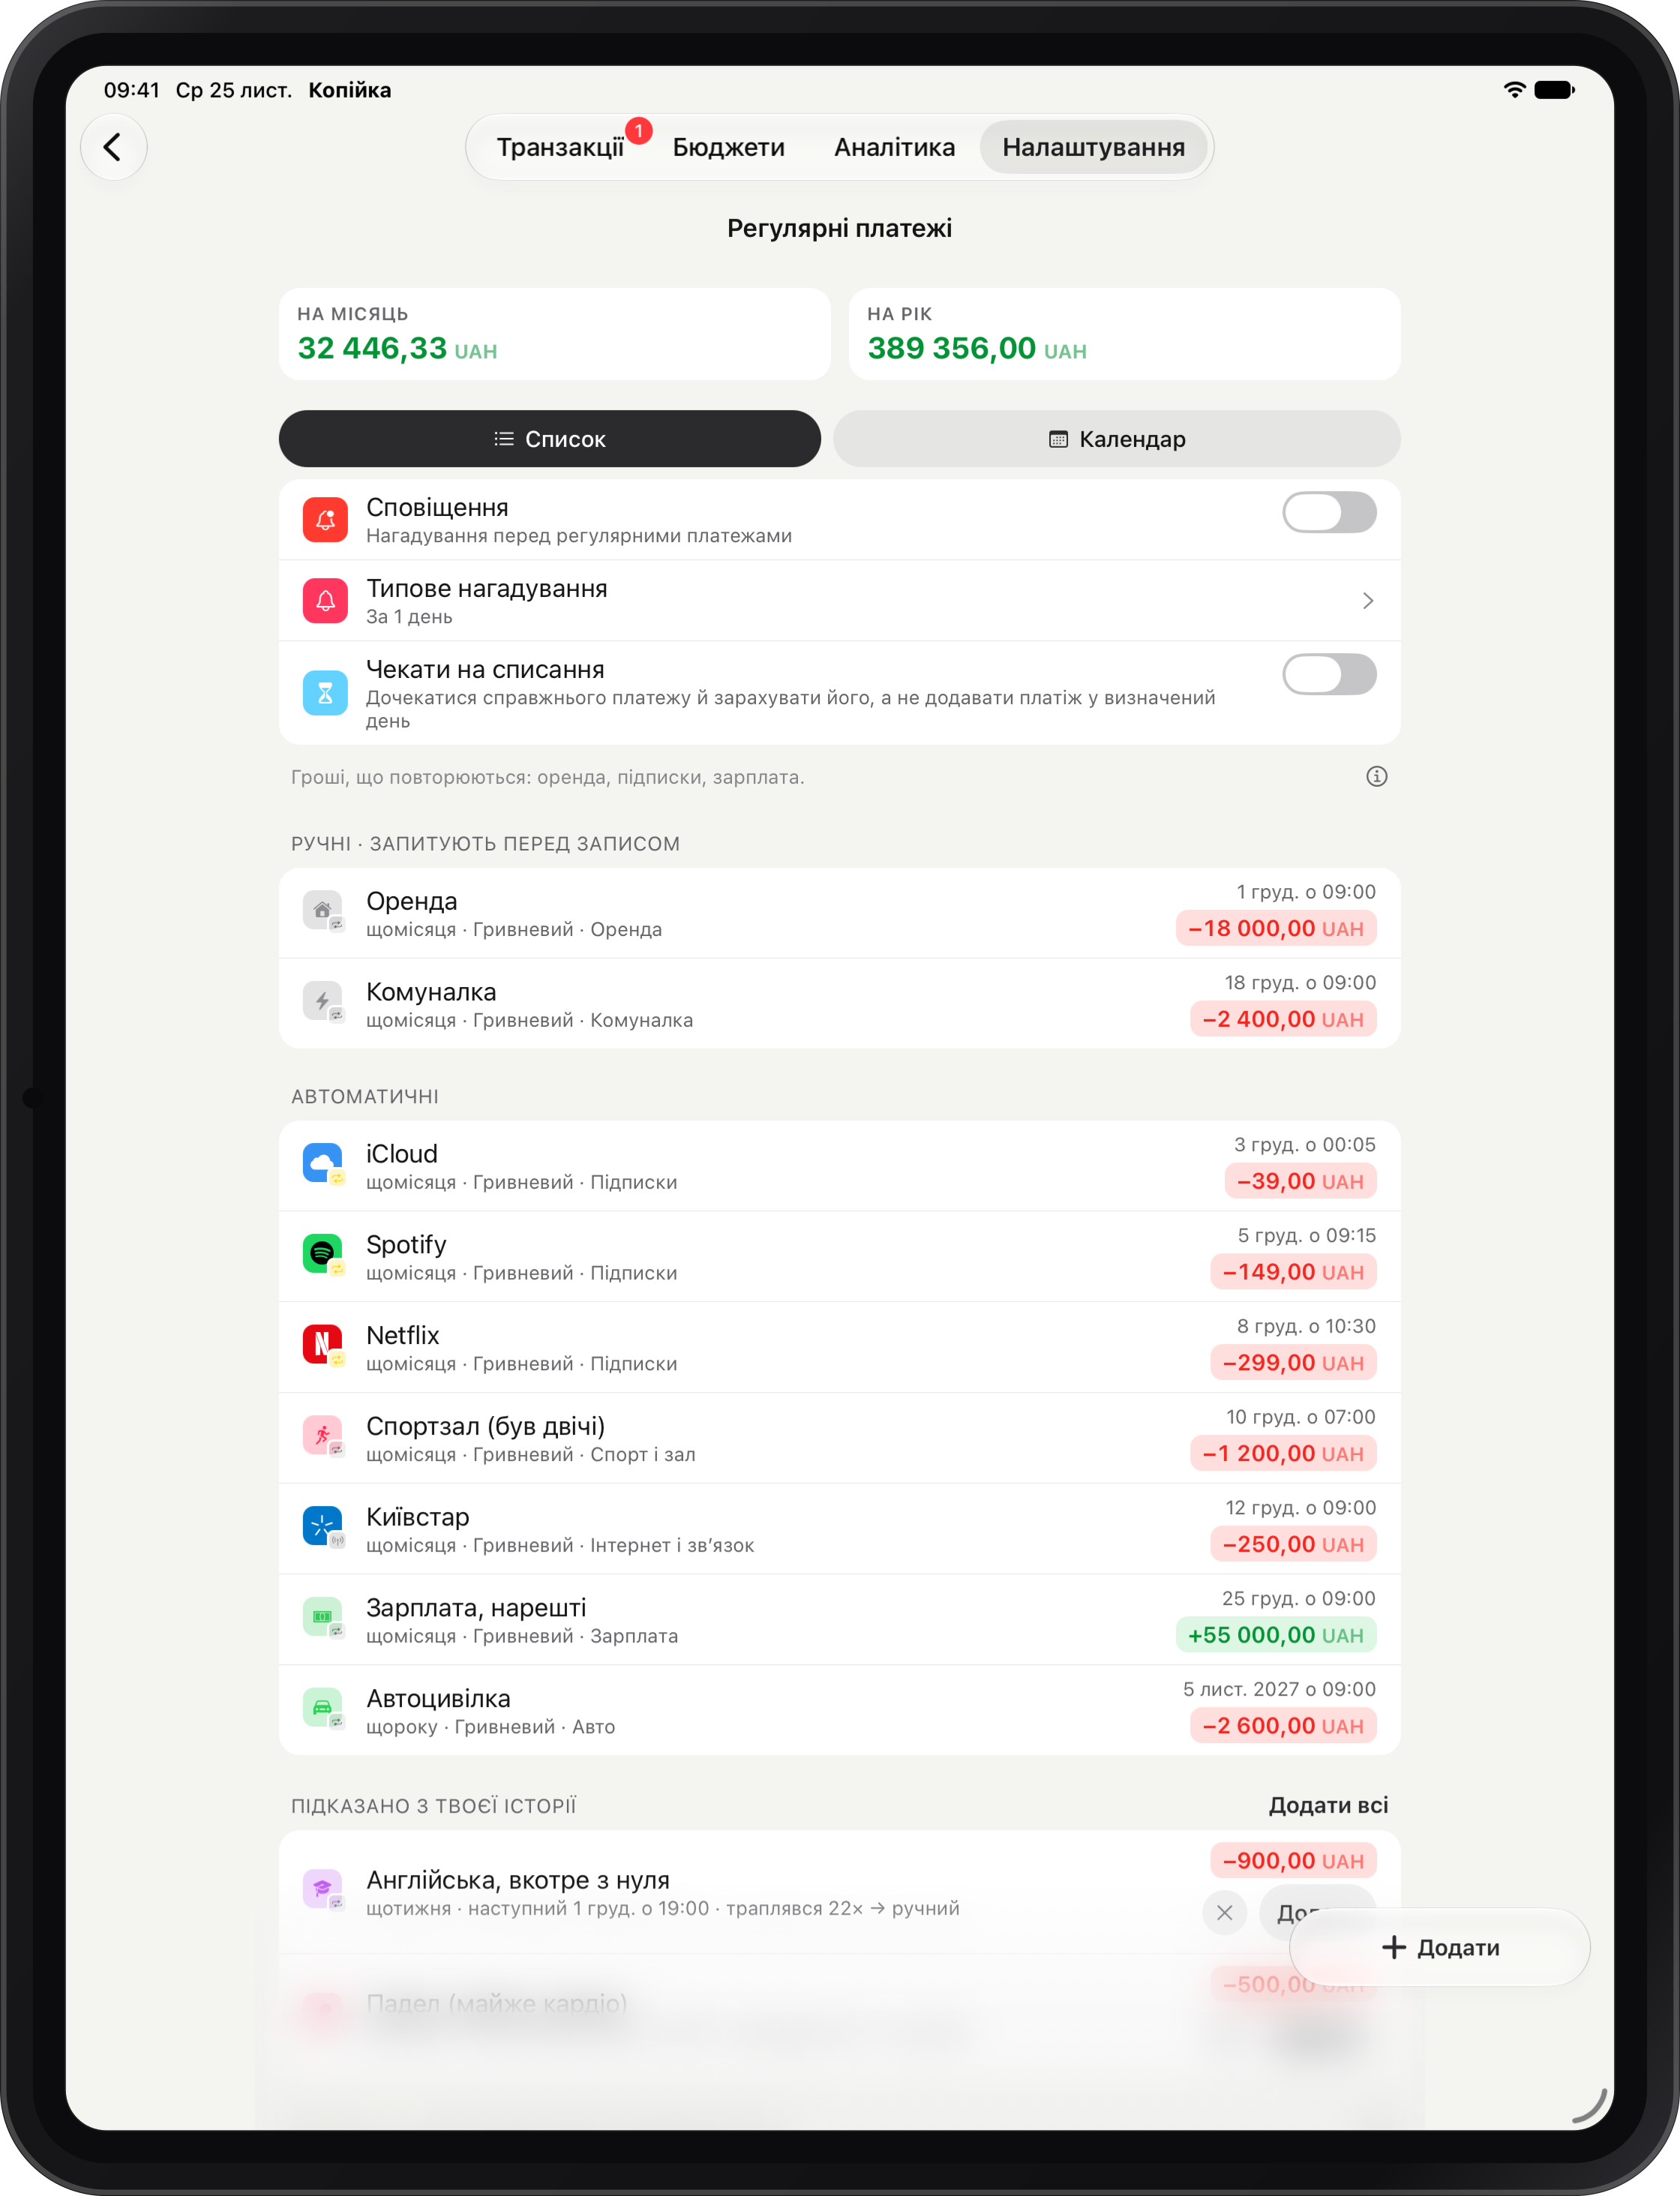 09:41 Ср 25 лист. Копійка
Транзакції 1 Бюджети Аналітика Налаштування
Регулярні платежі
НА МІСЯЦЬ
32 446,33 UAH
НА РІК
389 356,00 UAH
Список
Календар
Сповіщення
Нагадування перед регулярними платежами
Типове нагадування
За 1 день
Чекати на списання
Дочекатися справжнього платежу й зарахувати його, а не додавати платіж у визначений
день
Гроші, що повторюються: оренда, підписки, зарплата.
РУЧНІ · ЗАПИТУЮТЬ ПЕРЕД ЗАПИСОМ
Оренда
щомісяця · Гривневий · Оренда
1 груд. о 09:00
−18 000,00 UAH
Комуналка
щомісяця · Гривневий · Комуналка
18 груд. о 09:00
−2 400,00 UAH
АВТОМАТИЧНІ
iCloud
щомісяця · Гривневий · Підписки
3 груд. о 00:05
−39,00 UAH
Spotify
щомісяця · Гривневий · Підписки
5 груд. о 09:15
−149,00 UAH
Netflix
щомісяця · Гривневий · Підписки
8 груд. о 10:30
−299,00 UAH
Спортзал (був двічі)
щомісяця · Гривневий · Спорт і зал
10 груд. о 07:00
−1 200,00 UAH
Київстар
щомісяця · Гривневий · Інтернет і зв’язок
12 груд. о 09:00
−250,00 UAH
Зарплата, нарешті
щомісяця · Гривневий · Зарплата
25 груд. о 09:00
+55 000,00 UAH
Автоцивілка
щороку · Гривневий · Авто
5 лист. 2027 о 09:00
−2 600,00 UAH
ПІДКАЗАНО З ТВОЄЇ ІСТОРІЇ
Додати всі
Англійська, вкотре з нуля
щотижня · наступний 1 груд. о 19:00 · траплявся 22× → ручний
−900,00 UAH
Додати
Падел (майже кардіо)
−500,00 UAH